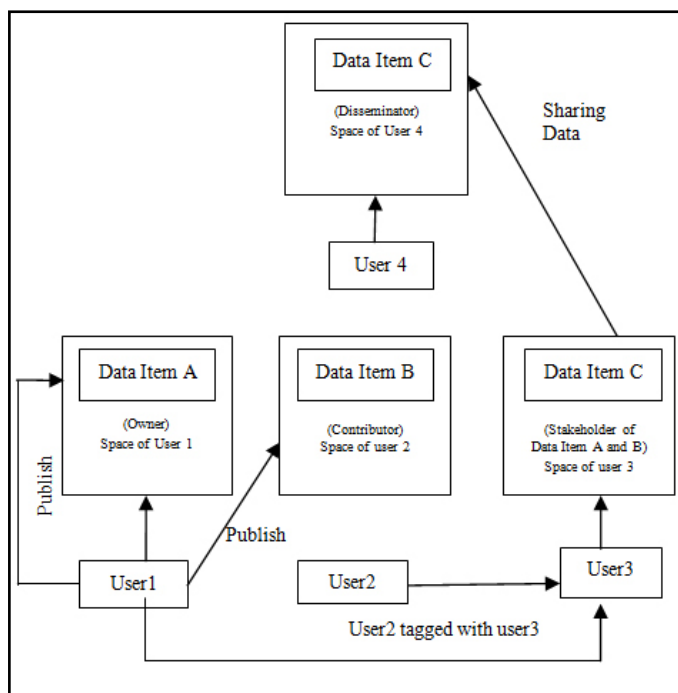 Data Item C
(Disseminator)
Space of User 4
Sharing
Data
User 4
Data Item A
(Owner)
Space of User 1
Data Item B
(Contributor)
Space of user 2
Data Item C
(Stakeholder of
Data Item A and B)
Space of user 3
Publish
Publish
User1
User2
User3
User2 tagged with user3